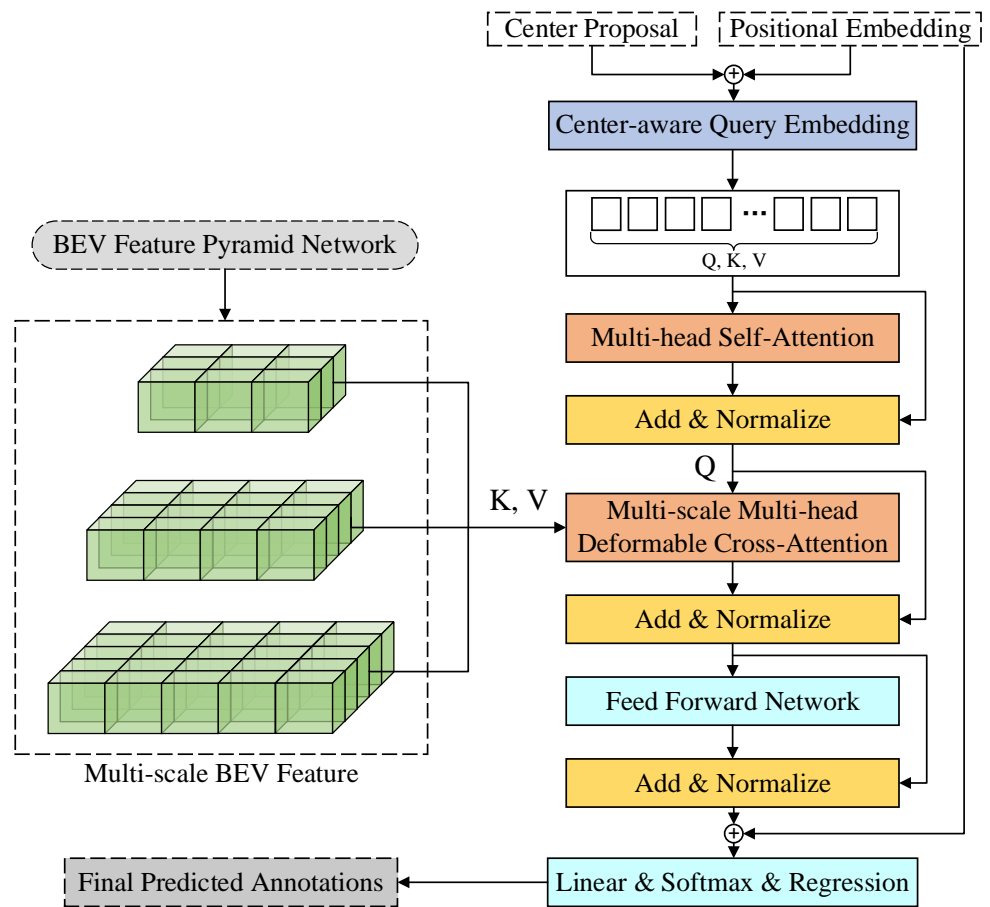 Center Proposal
Positional Embedding
Center-aware Query Embedding
...
Q, K, V
BEV Feature Pyramid Network
Multi-head Self-Attention
Add & Normalize
Q
K, V
Multi-scale Multi-head
Deformable Cross-Attention
Add & Normalize
Feed Forward Network
Multi-scale BEV Feature
Add & Normalize
Final Predicted Annotations
Linear & Softmax & Regression